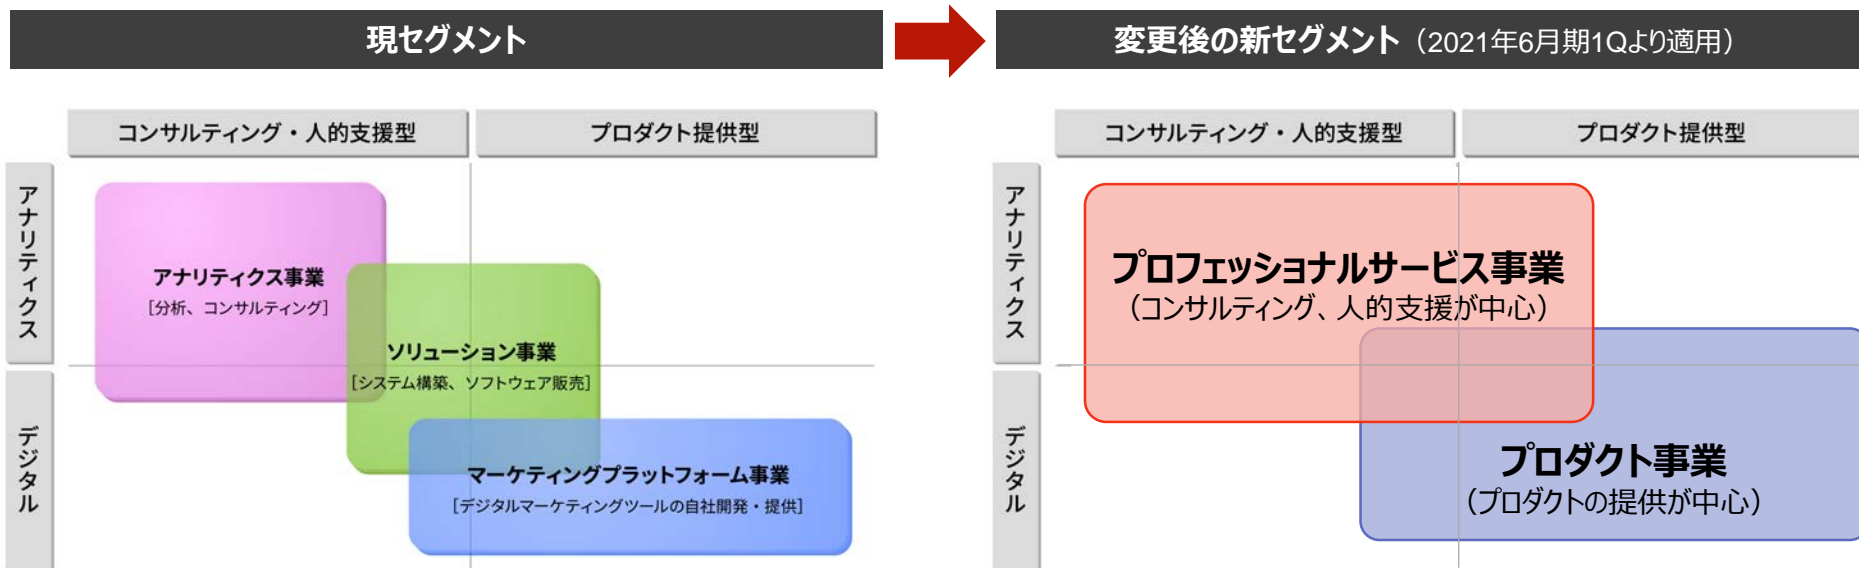 現セグメント
変更後の新セグメント（2021年6月期1Qより適用）
コンサルティング・人的支援型
プロダクト提供型
アナリティクス
デジタル
アナリティクス事業
［分析、コンサルティング］
ソリューション事業
［システム構築、ソフトウェア販売］
マーケティングプラットフォーム事業
［デジタルマーケティングツールの自社開発・提供］
コンサルティング・人的支援型
プロダクト提供型
アナリティクス
デジタル
プロフェッショナルサービス事業
（コンサルティング、人的支援が中心）
プロダクト事業
（プロダクトの提供が中心）